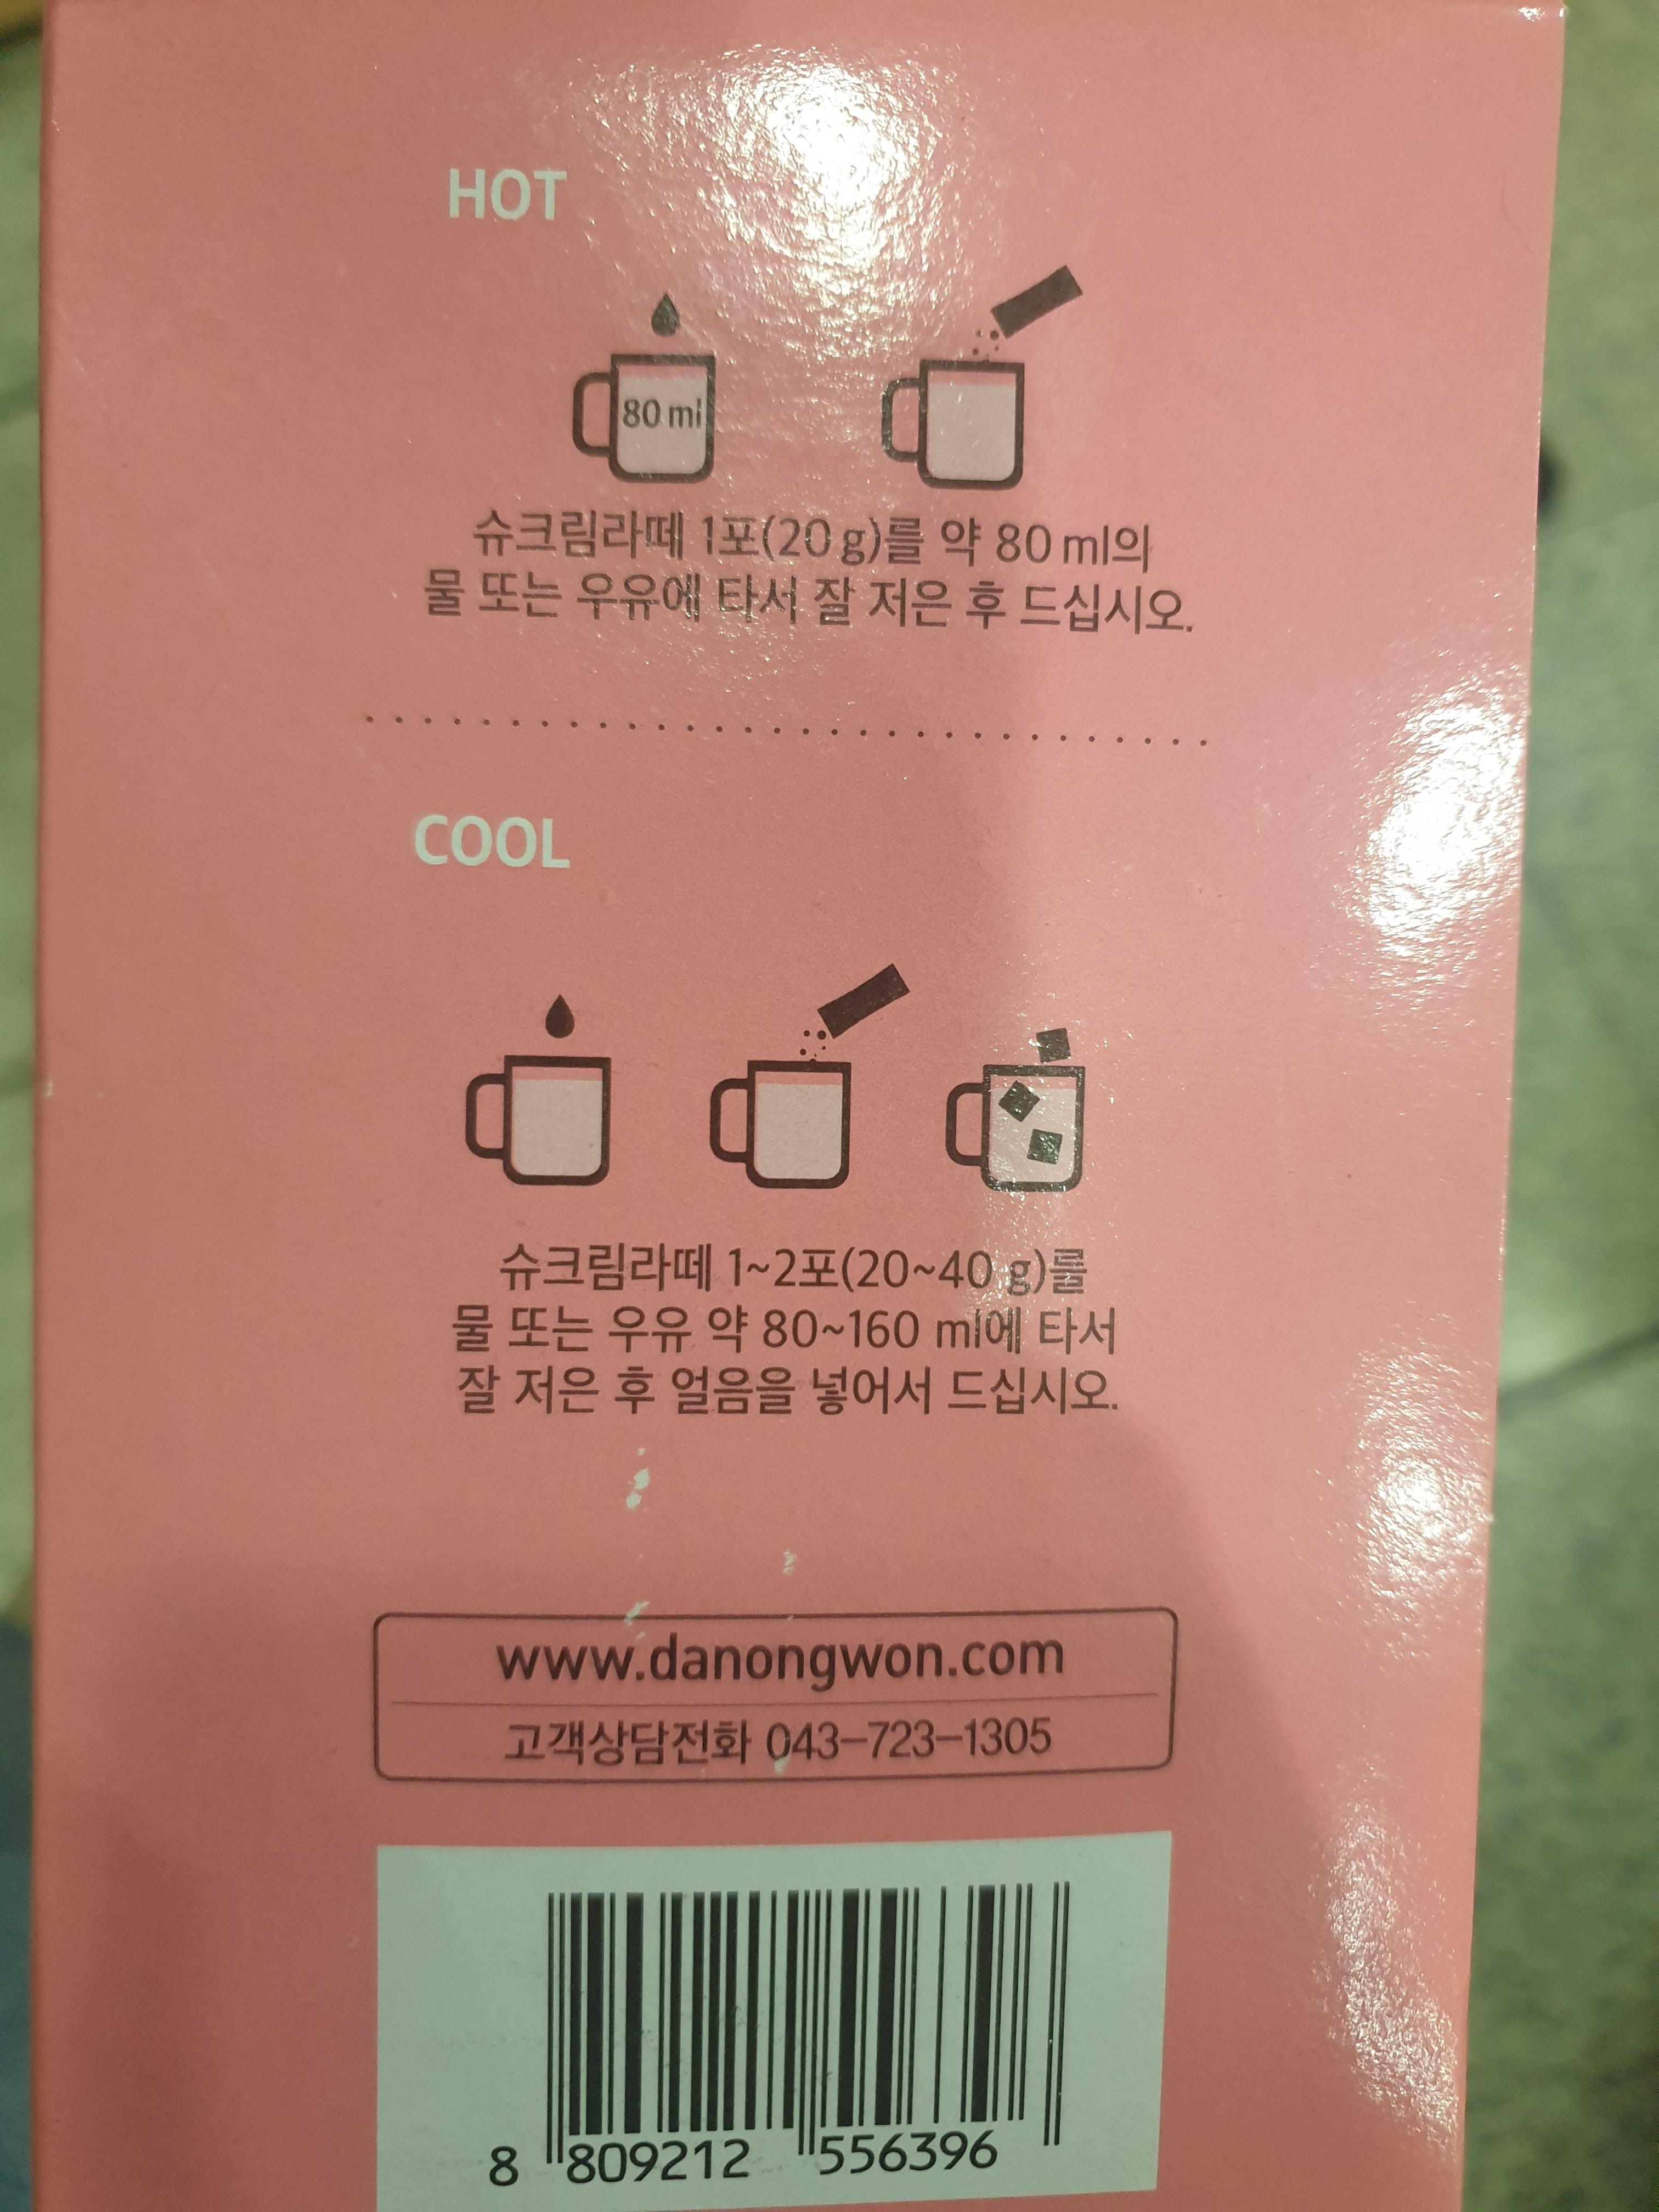 HOT
80 ml
슈크림라떼 1포(20 g)를 약 80 ml의
물 또는 우유에 타서 잘 저은 후 드십시오.
COOL
슈크림라떼 1~2포(20~40 g)를
물 또는 우유 약 80~160 ml에 타서
잘 저은 후 얼음을 넣어서 드십시오.
www.danongwon.com
고객상담전화 043-723-1305
8 809212 556396